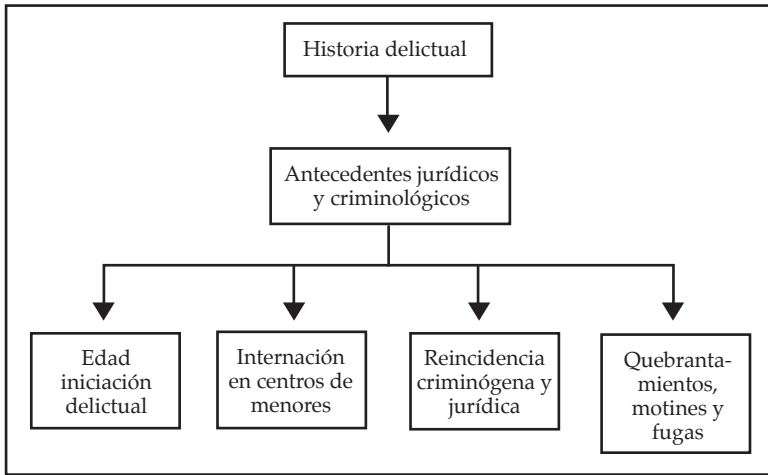 Historia delictual
Antecedentes jurídicos
y criminológicos
Edad
iniciación
delictual
Internación
en centros de
menores
Reincidencia
criminógena y
jurídica
Quebranta-
mientos,
motines y
fugas